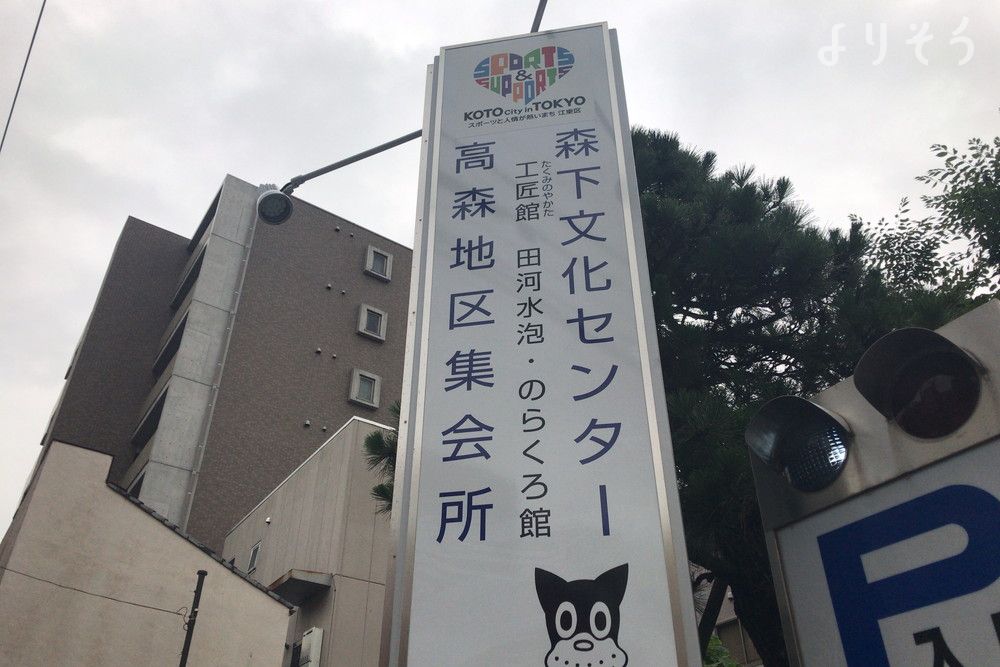 よりそう
SPORTS
&
SUPPORTS
KOTO City in TOKYO
スポーツと人情が熱いまち 江東区
森下文化センター
たくみのやかた
工匠館 田河水泡・のらくろ館
高森地区集会所
P
入